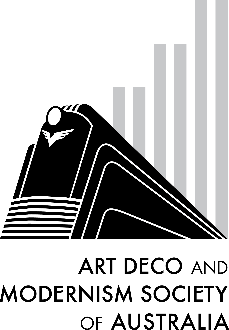 ART DECO AND
MODERNISM SOCIETY
OF AUSTRALIA